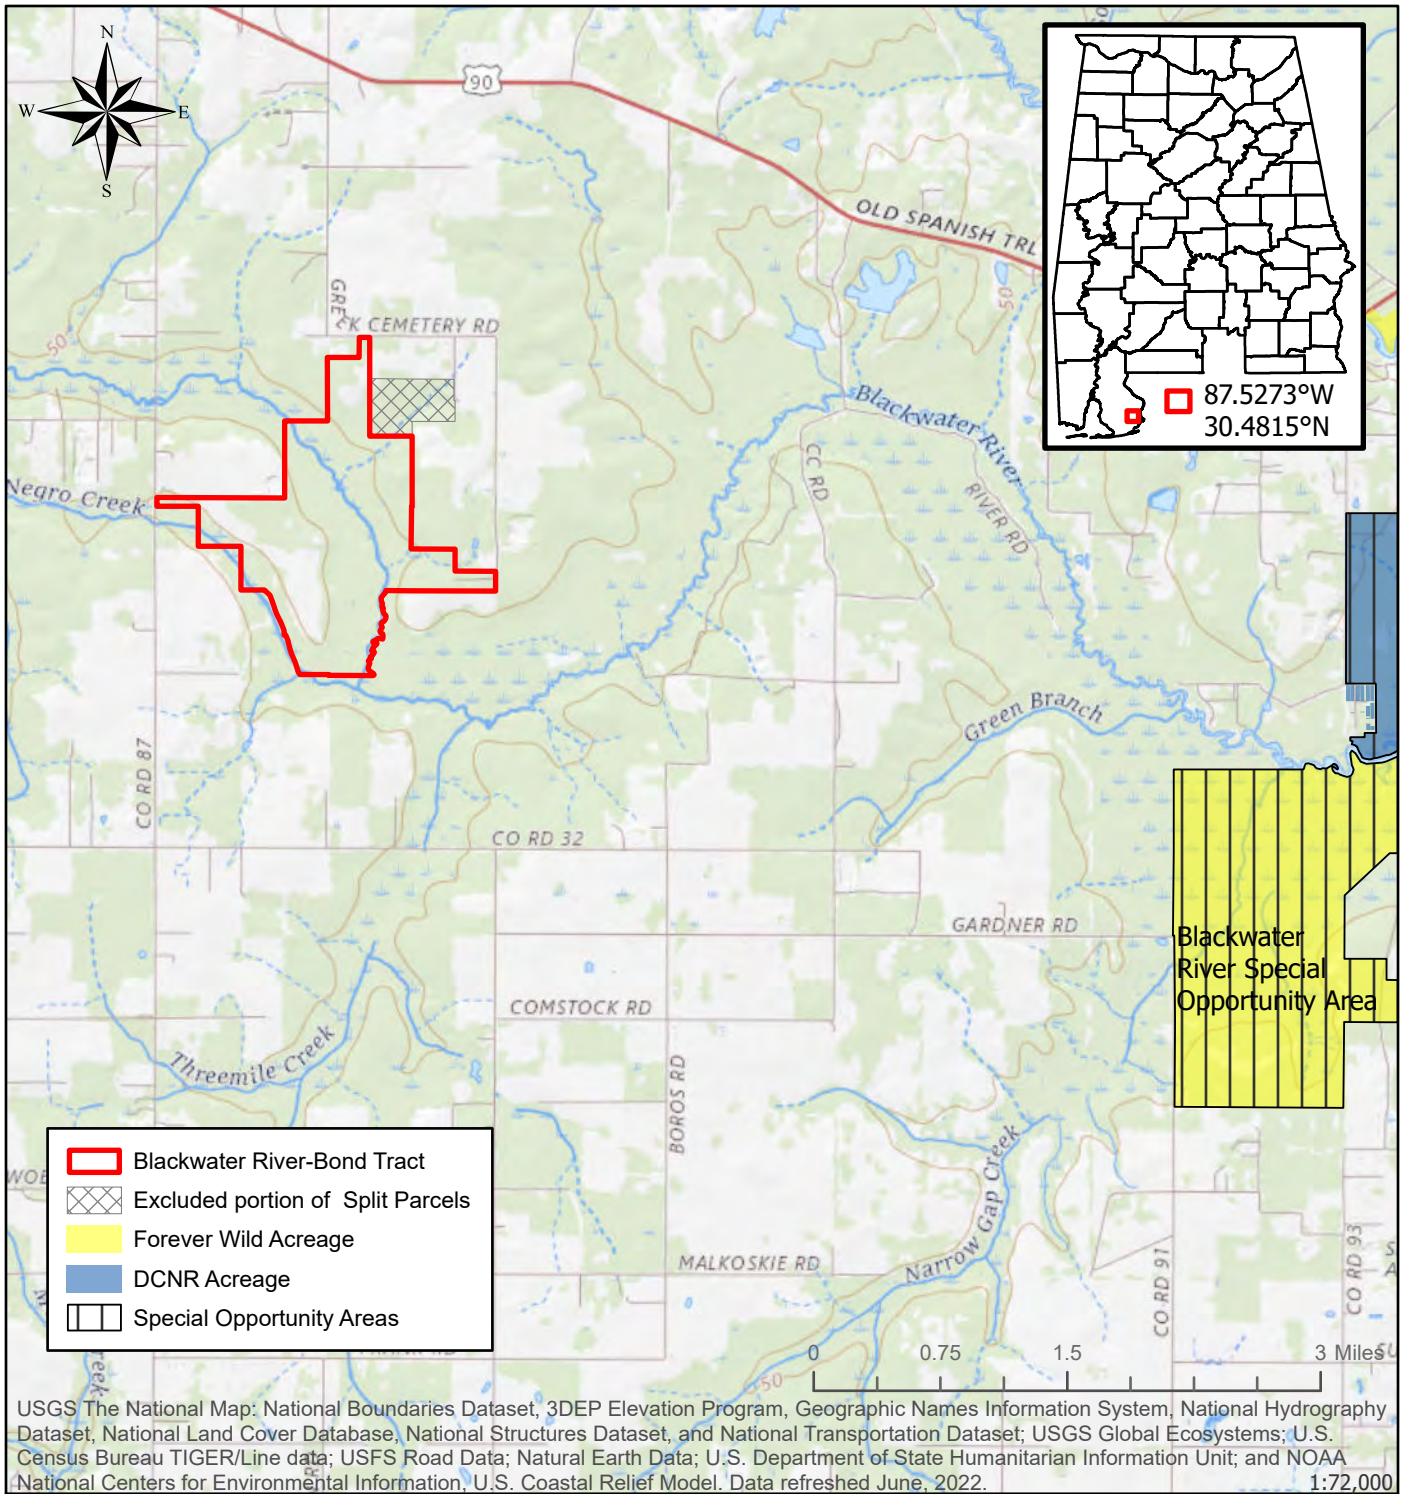 N
W
E
S
90
OLD SPANISH TRL
50
87.5273°W
30.4815°N
GREEK CEMETERY RD
50
Negro Creek
Blackwater River
CC RD
RIVER RD
Green Branch
CO RD 87
CO RD 32
GARDNER RD
Blackwater
River Special
Opportunity Area
COMSTOCK RD
Threemile Creek
BOROS RD
Narrow Gap Creek
MALKOSKIE RD
CO RD 91
CO RD 93
Blackwater River-Bond Tract
Excluded portion of Split Parcels
Forever Wild Acreage
DCNR Acreage
Special Opportunity Areas
0 0.75 1.5 3 Miles
50
USGS The National Map: National Boundaries Dataset, 3DEP Elevation Program, Geographic Names Information System, National Hydrography
Dataset, National Land Cover Database, National Structures Dataset, and National Transportation Dataset; USGS Global Ecosystems; U.S.
Census Bureau TIGER/Line data; USFS Road Data; Natural Earth Data; U.S. Department of State Humanitarian Information Unit; and NOAA
National Centers for Environmental Information, U.S. Coastal Relief Model. Data refreshed June, 2022.
1:72,000